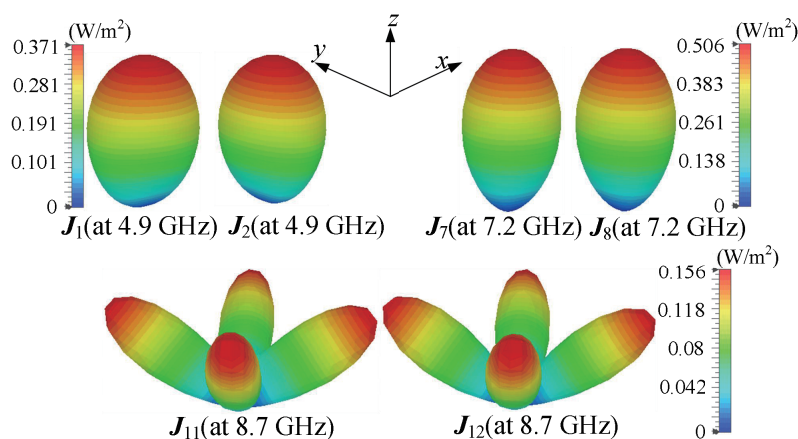 (W/m²)
0.371
0.281
0.191
0.101
0
z
y
x
0.506
0.383
0.261
0.138
0
J₁(at 4.9 GHz) J₂(at 4.9 GHz)
J₇(at 7.2 GHz) J₈(at 7.2 GHz)
(W/m²)
0.156
0.118
0.08
0.042
0
J₁₁(at 8.7 GHz)
J₁₂(at 8.7 GHz)
(W/m²)